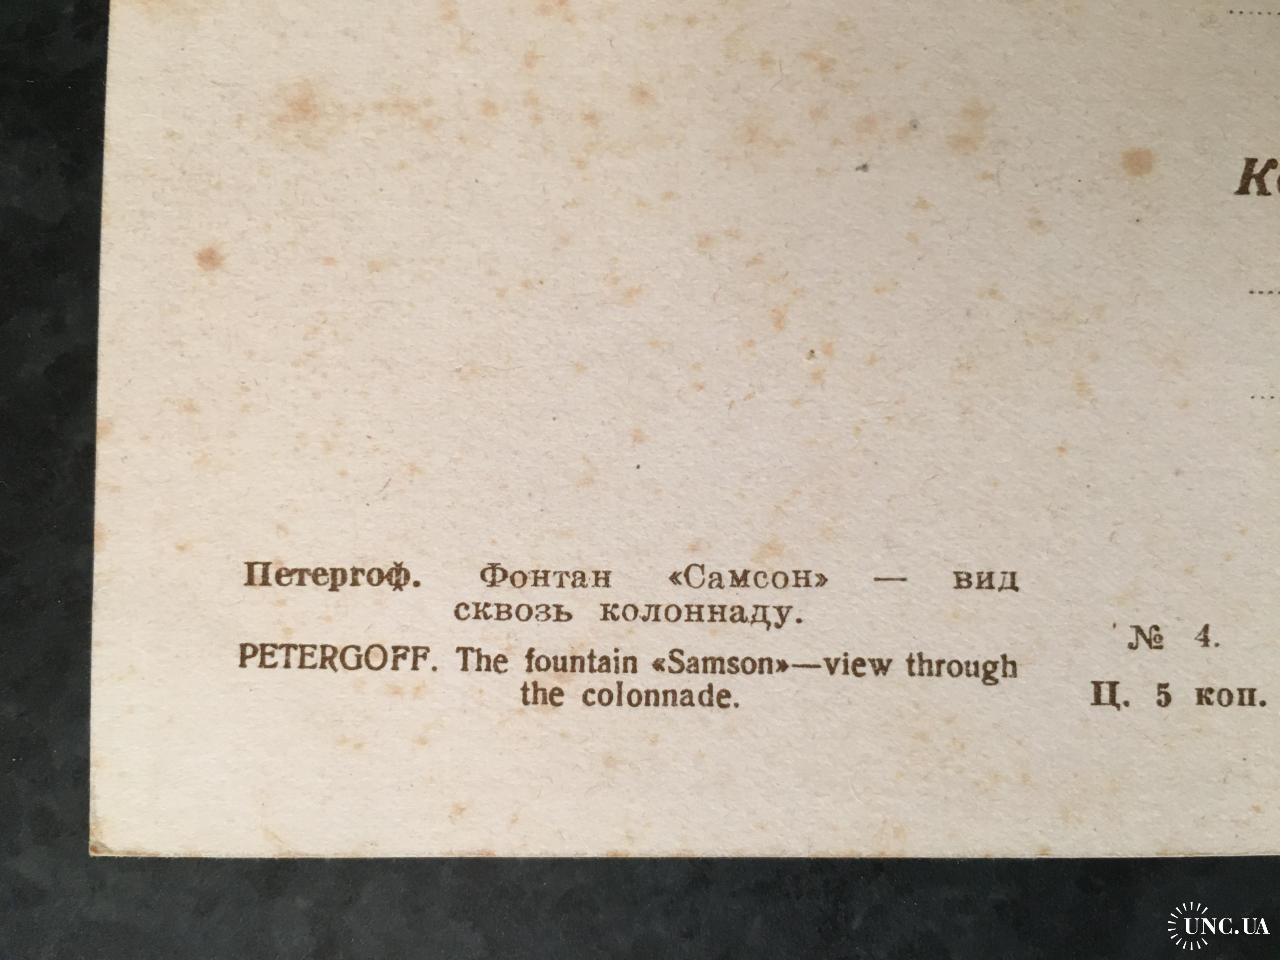 Петергоф. Фонтан «Самсон» — вид
сквозь колоннаду.
PETERGOFF. The fountain «Samson»—view through
the colonnade.
№ 4.
Ц. 5 коп.
UNC.UA